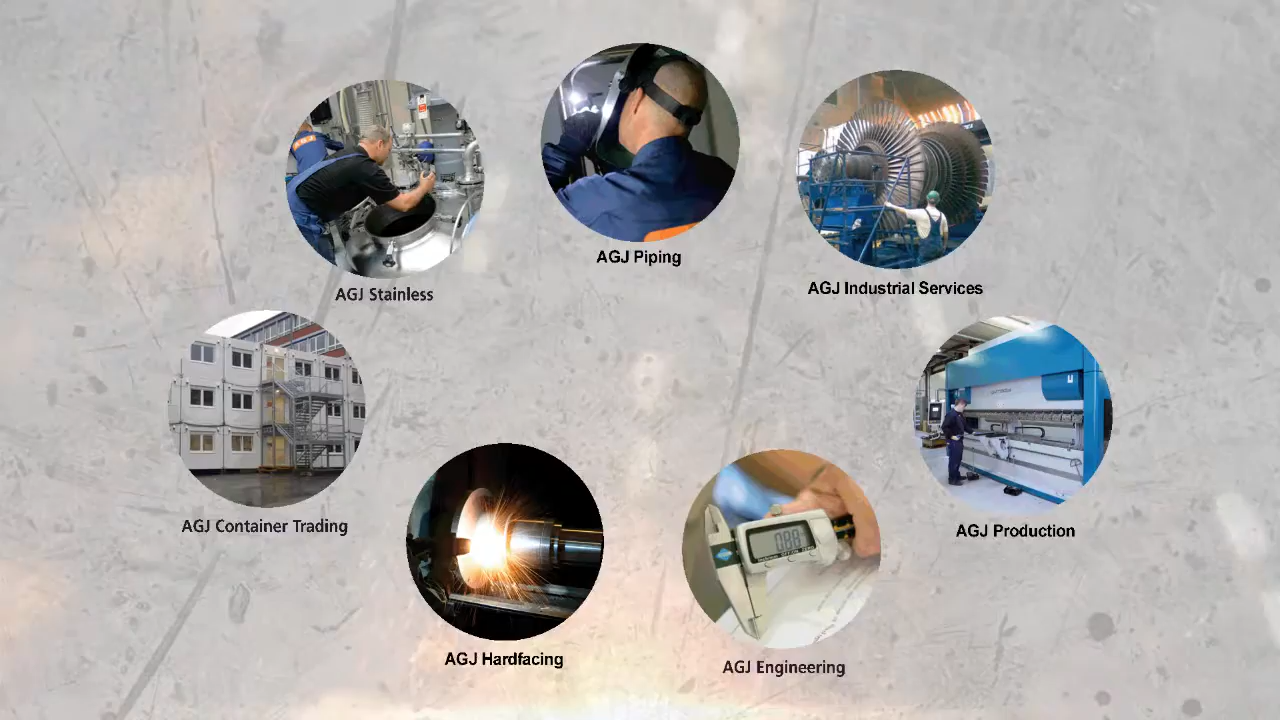 AGJ Piping
AGJ Stainless
AGJ Industrial Services
AGJ Container Trading
AGJ Production
AGJ Hardfacing
AGJ Engineering